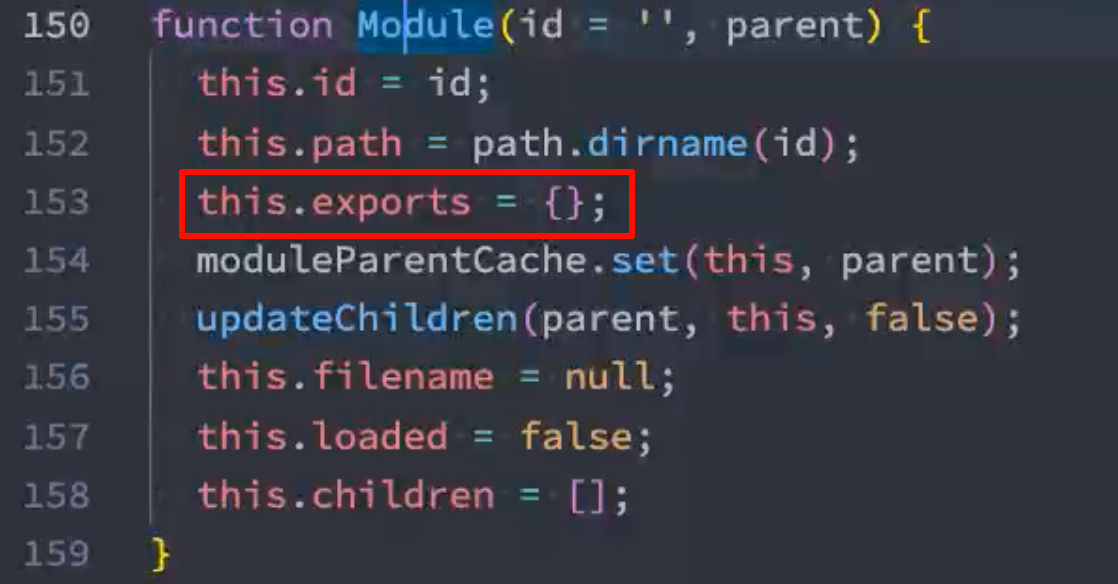 150 function Module(id = '', parent) {
151 this.id = id;
152 this.path = path.dirname(id);
153 this.exports = {};
154 moduleParentCache.set(this, parent);
155 updateChildren(parent, this, false);
156 this.filename = null;
157 this.loaded = false;
158 this.children = [];
159 }